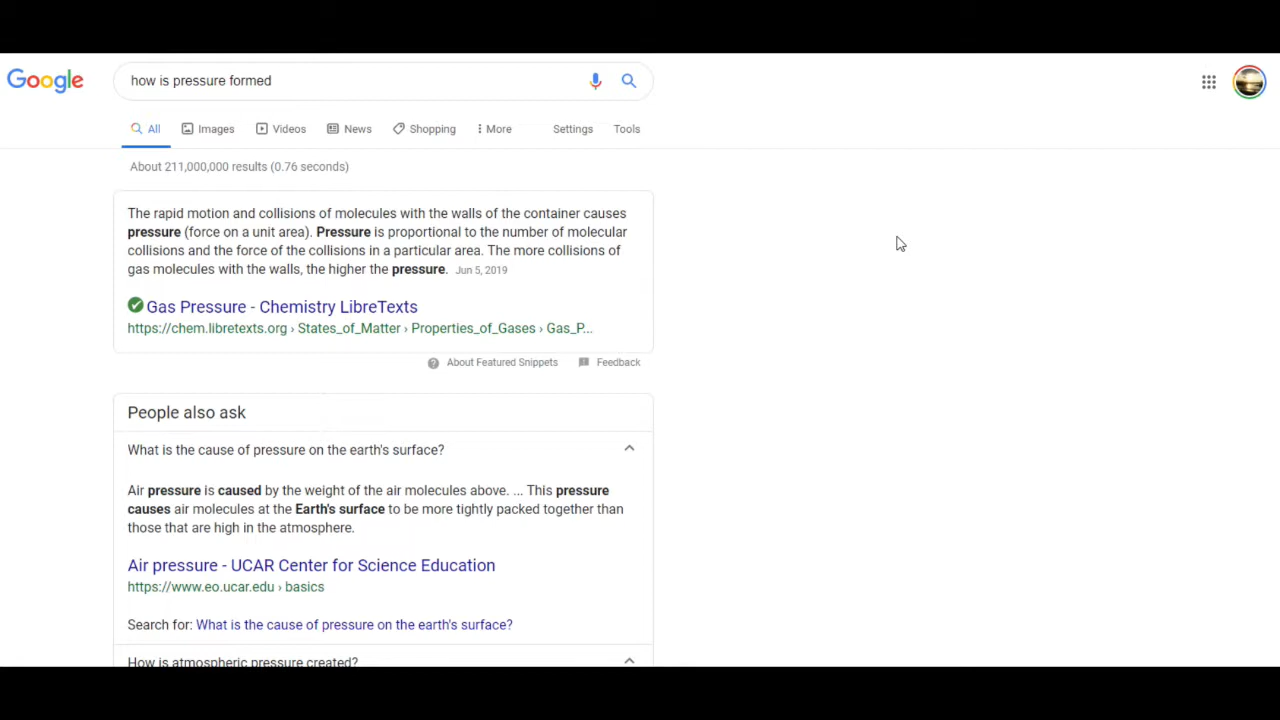 Google
how is pressure formed
All
Images
Videos
News
Shopping
More
Settings
Tools
About 211,000,000 results (0.76 seconds)
The rapid motion and collisions of molecules with the walls of the container causes
pressure (force on a unit area). Pressure is proportional to the number of molecular
collisions and the force of the collisions in a particular area. The more collisions of
gas molecules with the walls, the higher the pressure. Jun 5, 2019
Gas Pressure - Chemistry LibreTexts
https://chem.libretexts.org › States_of_Matter › Properties_of_Gases › Gas_P...
About Featured Snippets
Feedback
People also ask
What is the cause of pressure on the earth's surface?
Air pressure is caused by the weight of the air molecules above. ... This pressure
causes air molecules at the Earth's surface to be more tightly packed together than
those that are high in the atmosphere.
Air pressure - UCAR Center for Science Education
https://www.eo.ucar.edu › basics
Search for: What is the cause of pressure on the earth's surface?
How is atmospheric pressure created?